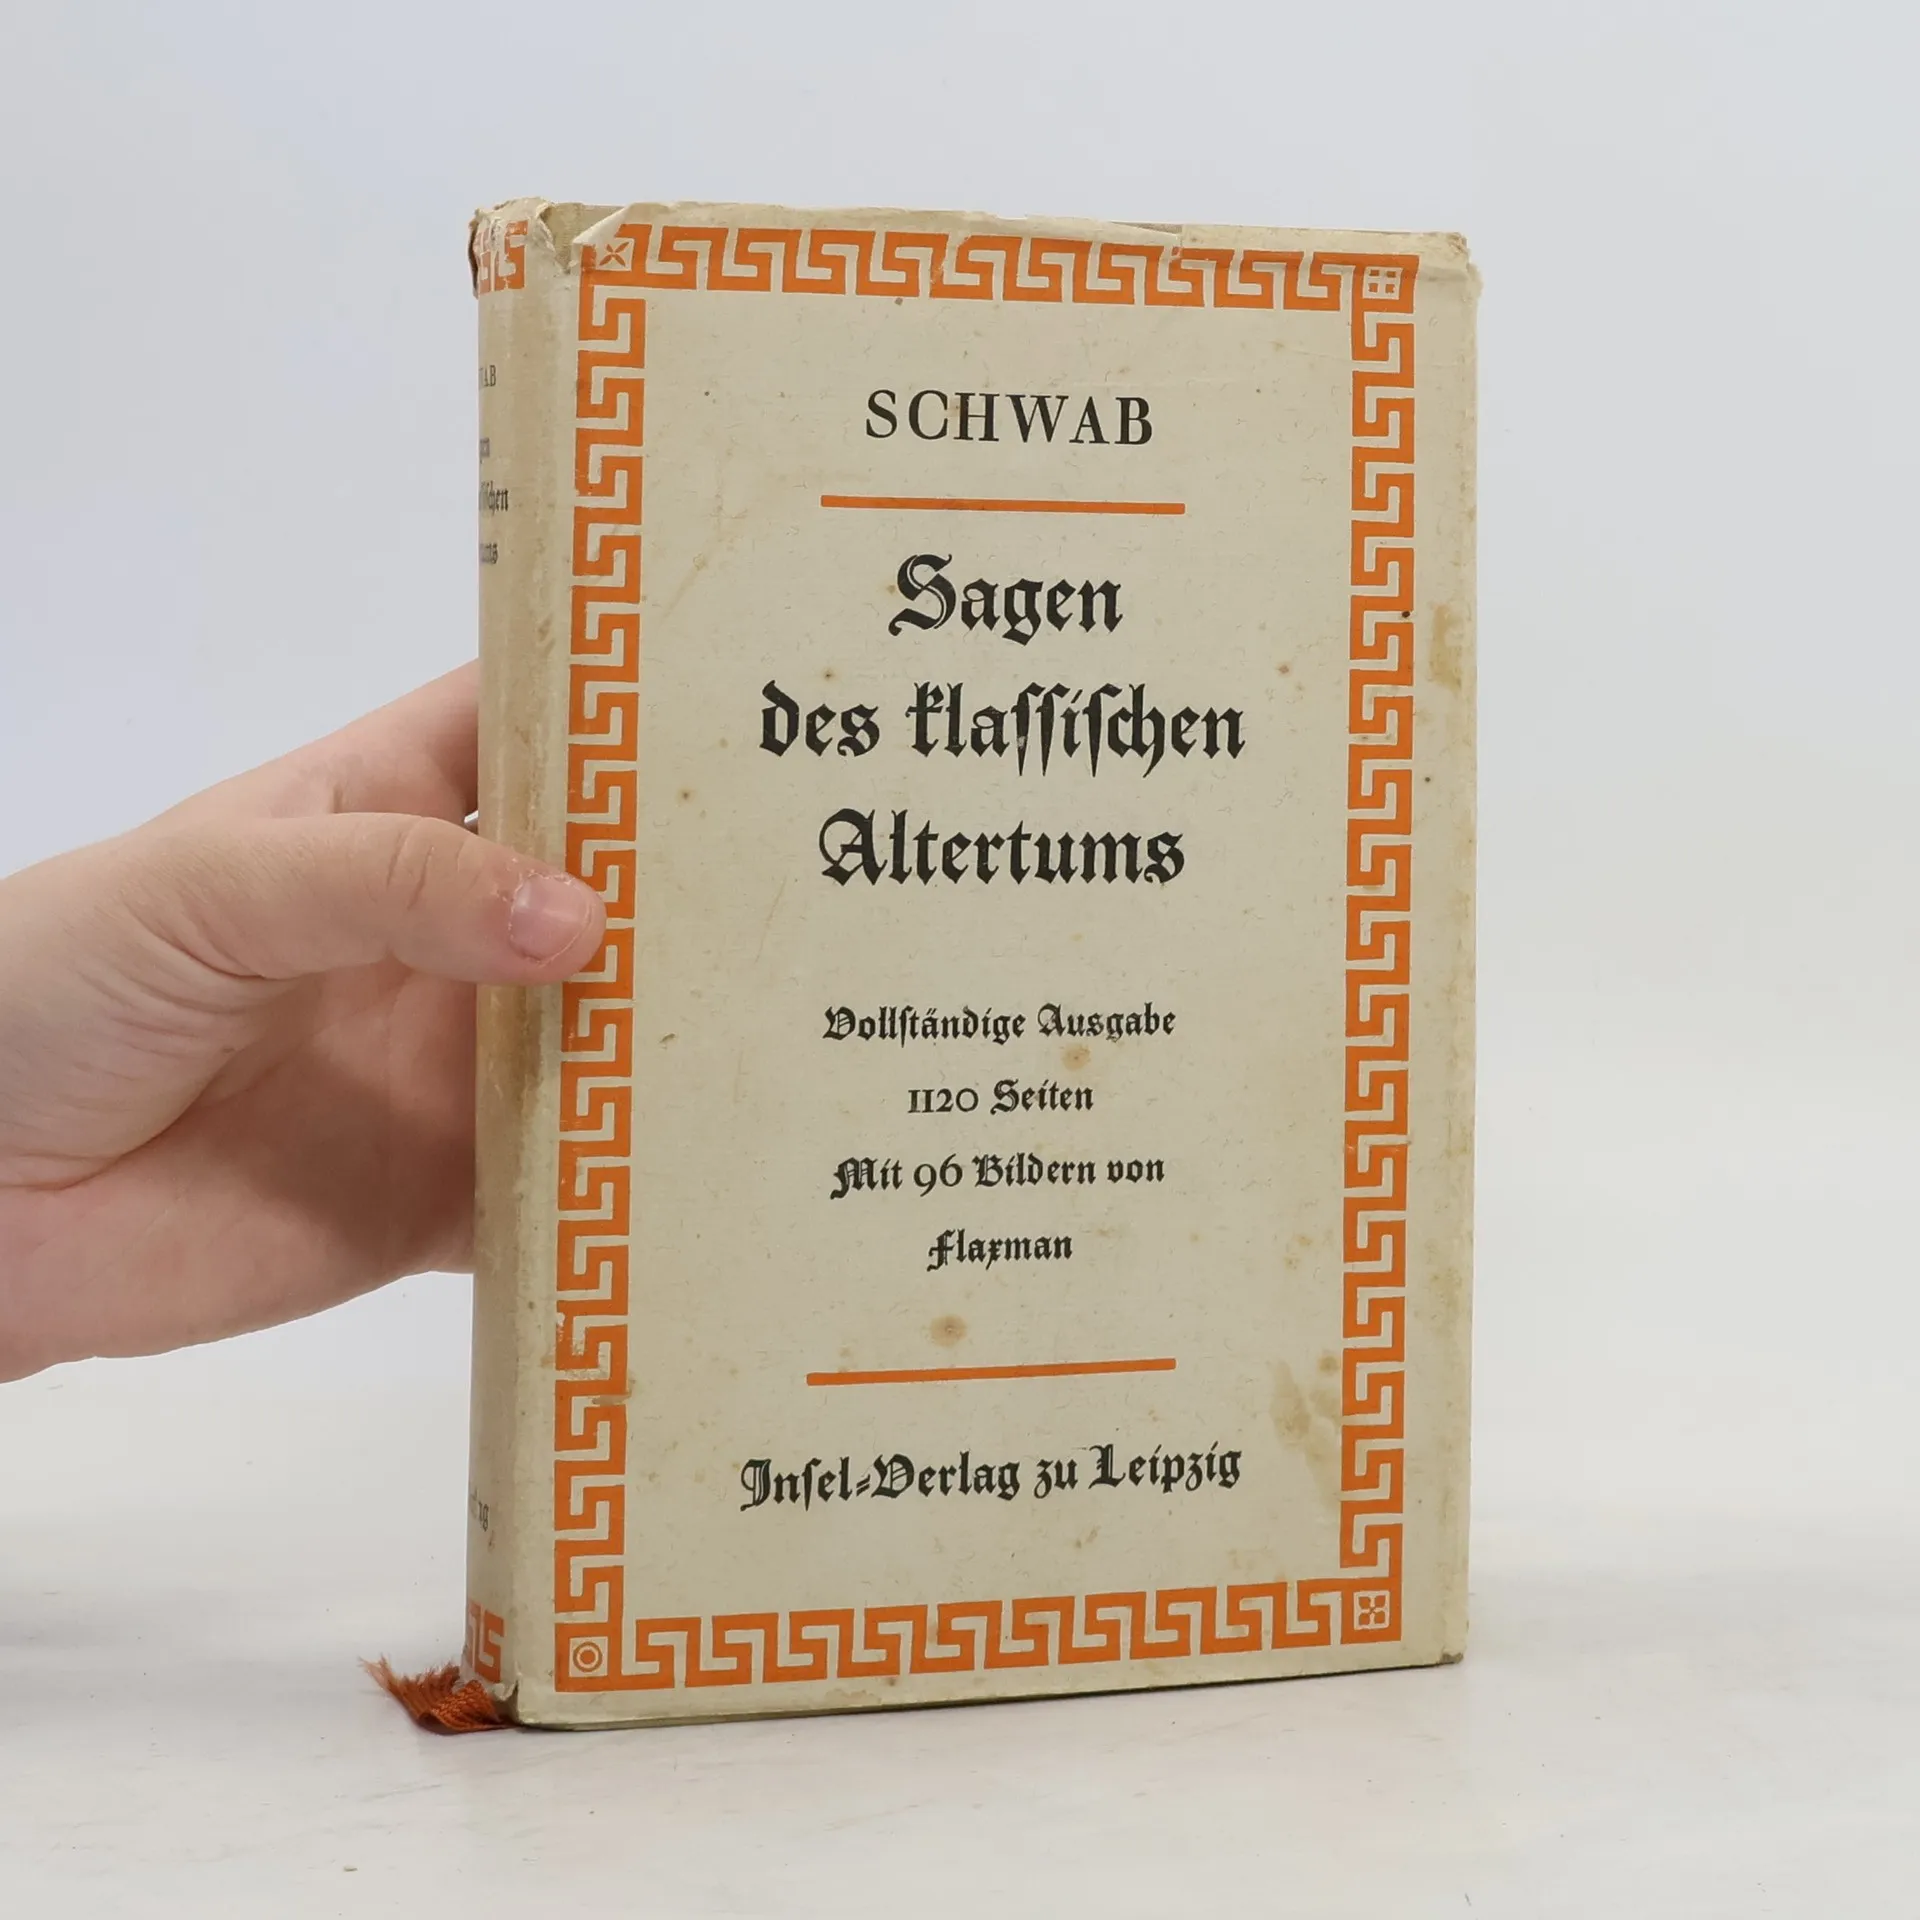 SCHWAB
Sagen
des klassischen
Altertums
Vollständige Ausgabe
1120 Seiten
Mit 96 Bildern von
Flaxman
Insel-Verlag zu Leipzig